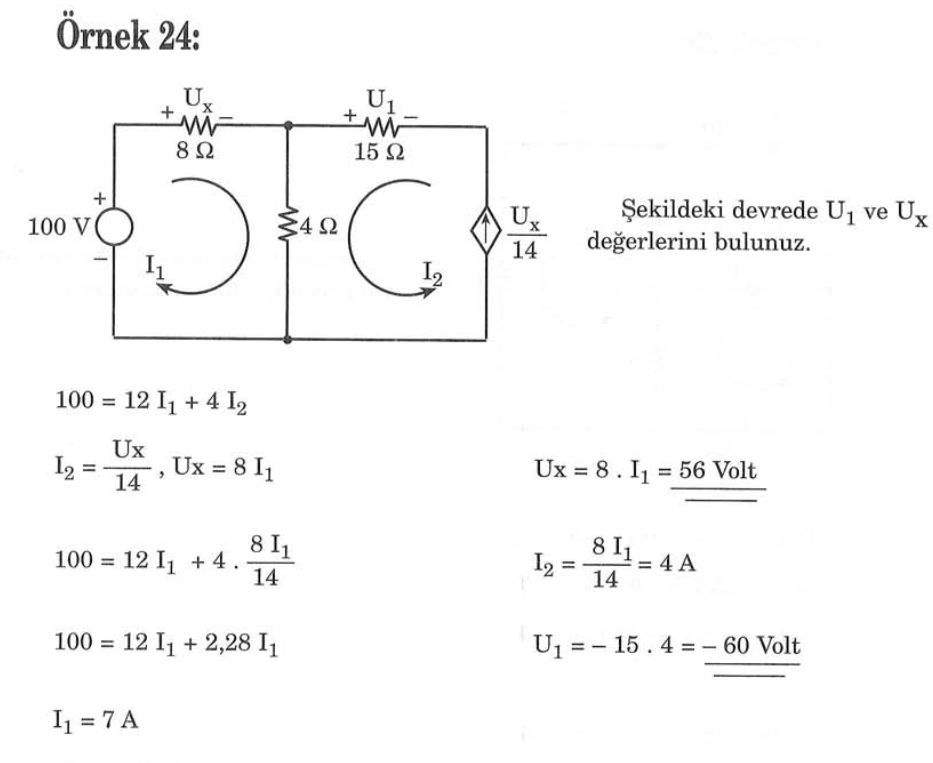 Örnek 24:
+ Ux − + U1 −
8 Ω 15 Ω
+
100 V 4 Ω Ux/14
−
I1 I2
Şekildeki devrede U1 ve Ux
değerlerini bulunuz.
100 = 12 I1 + 4 I2
I2 = Ux/14 , Ux = 8 I1
100 = 12 I1 + 4 . 8 I1/14
100 = 12 I1 + 2,28 I1
I1 = 7 A
Ux = 8 . I1 = 56 Volt
I2 = 8 I1/14 = 4 A
U1 = − 15 . 4 = − 60 Volt